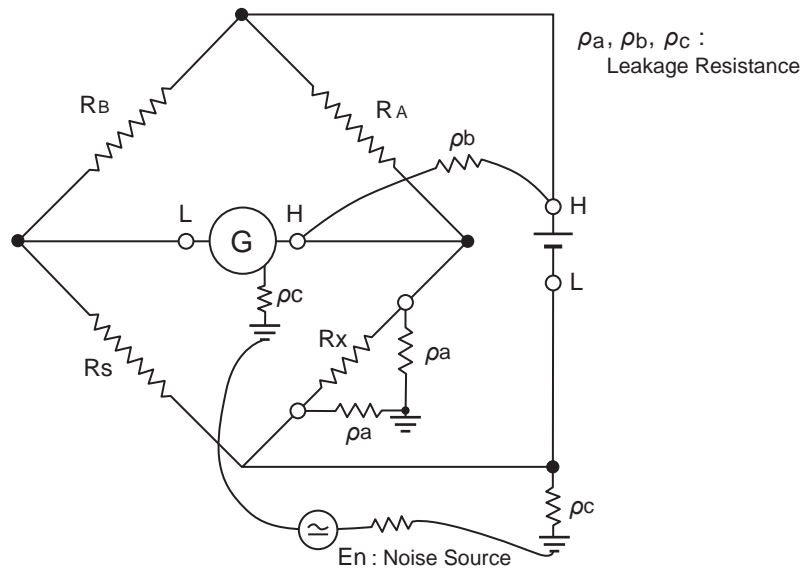 ρa, ρb, ρc :
Leakage Resistance
RB
RA
ρb
L
H
H
G
L
ρc
Rx
Rs
ρa
ρa
ρc
En : Noise Source